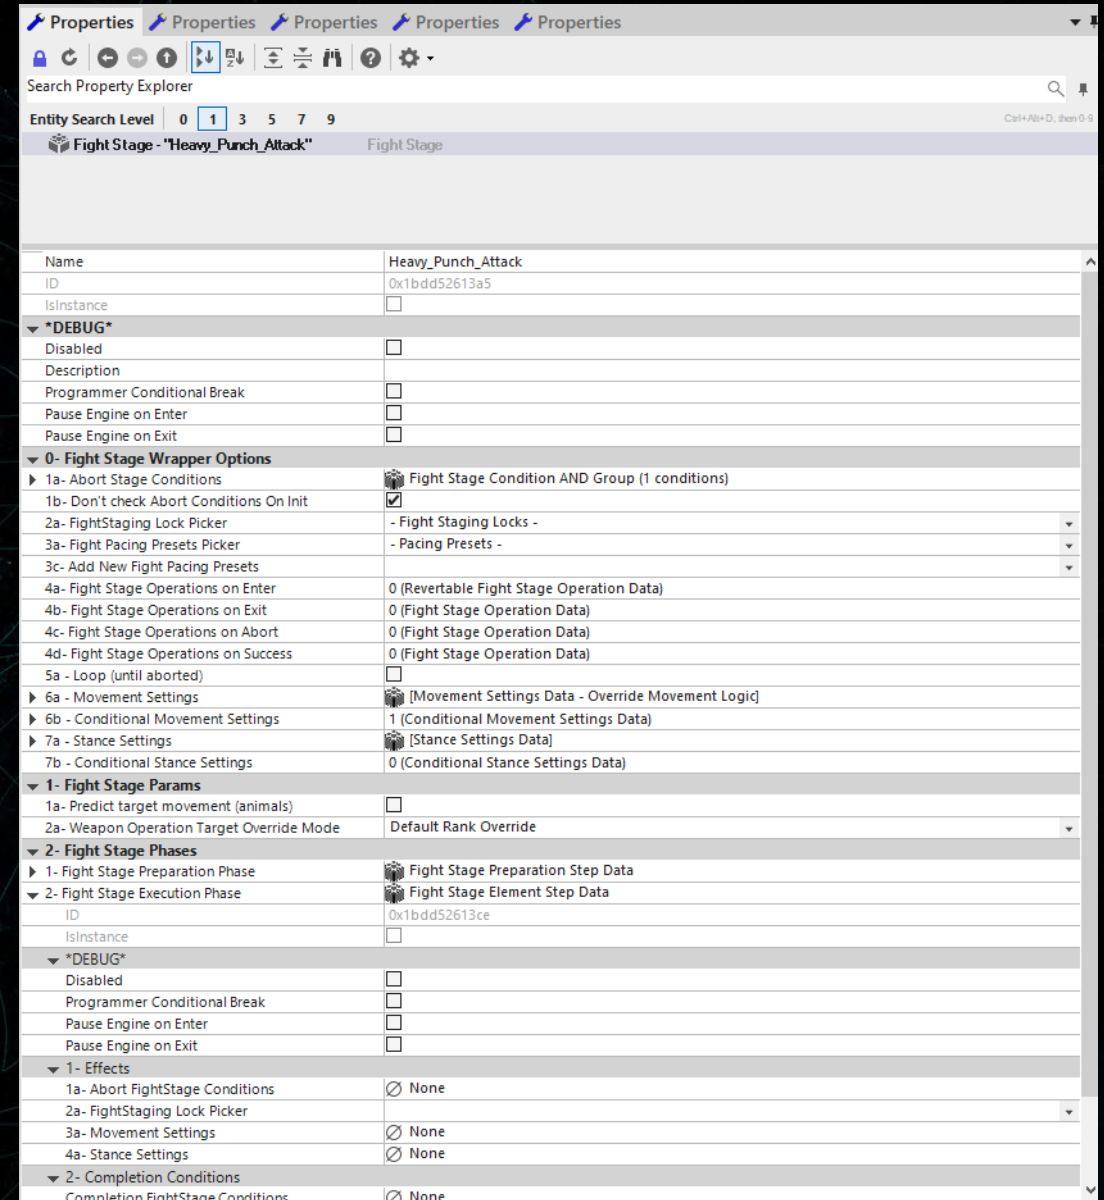 Properties Properties Properties Properties Properties
Search Property Explorer
Entity Search Level 0 1 3 5 7 9 Ctrl+Alt+D, then 0-9
Fight Stage - "Heavy_Punch_Attack" Fight Stage
Name Heavy_Punch_Attack
ID 0x1bdd52613a5
IsInstance
*DEBUG*
Disabled
Description
Programmer Conditional Break
Pause Engine on Enter
Pause Engine on Exit
0- Fight Stage Wrapper Options
1a- Abort Stage Conditions Fight Stage Condition AND Group (1 conditions)
1b- Don't check Abort Conditions On Init
2a- FightStaging Lock Picker - Fight Staging Locks -
3a- Fight Pacing Presets Picker - Pacing Presets -
3c- Add New Fight Pacing Presets
4a- Fight Stage Operations on Enter 0 (Revertable Fight Stage Operation Data)
4b- Fight Stage Operations on Exit 0 (Fight Stage Operation Data)
4c- Fight Stage Operations on Abort 0 (Fight Stage Operation Data)
4d- Fight Stage Operations on Success 0 (Fight Stage Operation Data)
5a - Loop (until aborted)
6a - Movement Settings [Movement Settings Data - Override Movement Logic]
6b - Conditional Movement Settings 1 (Conditional Movement Settings Data)
7a - Stance Settings [Stance Settings Data]
7b - Conditional Stance Settings 0 (Conditional Stance Settings Data)
1- Fight Stage Params
1a- Predict target movement (animals)
2a- Weapon Operation Target Override Mode Default Rank Override
2- Fight Stage Phases
1- Fight Stage Preparation Phase Fight Stage Preparation Step Data
2- Fight Stage Execution Phase Fight Stage Element Step Data
ID 0x1bdd52613ce
IsInstance
*DEBUG*
Disabled
Programmer Conditional Break
Pause Engine on Enter
Pause Engine on Exit
1- Effects
1a- Abort FightStage Conditions None
2a- FightStaging Lock Picker
3a- Movement Settings None
4a- Stance Settings None
2- Completion Conditions
Completion FightStage Conditions None